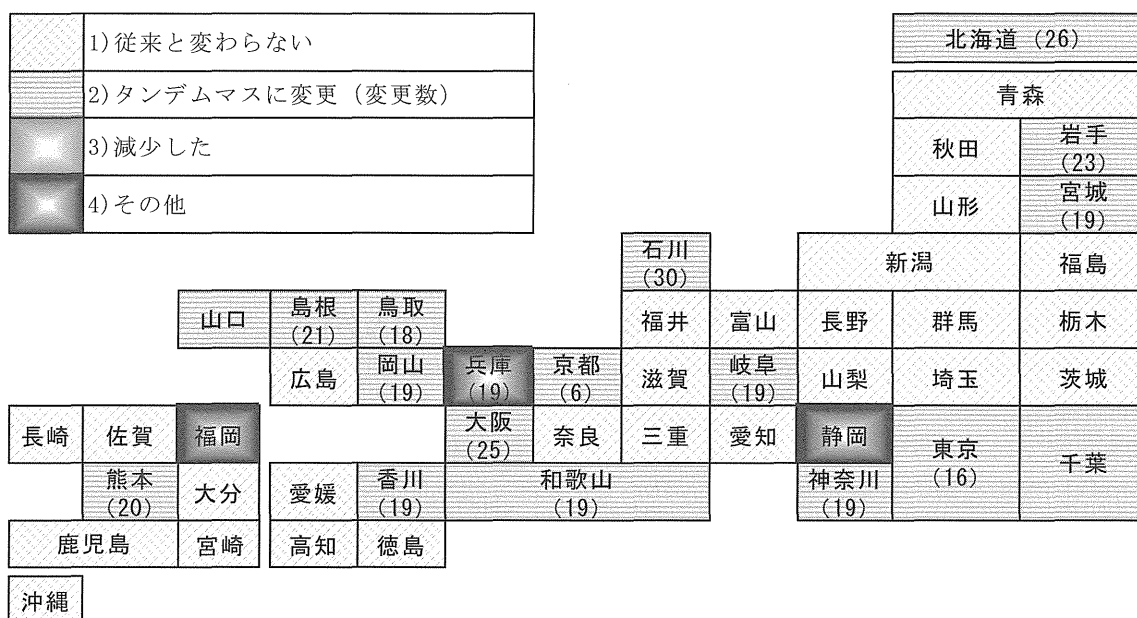 1)従来と変わらない
2)タンデムマスに変更（変更数）
3)減少した
4)その他
北海道（26）
青森
秋田
岩手
(23)
山形
宮城
(19)
石川
(30)
新潟
福島
山口
島根
(21)
鳥取
(18)
福井
富山
長野
群馬
栃木
広島
岡山
(19)
兵庫
(19)
京都
(6)
滋賀
岐阜
(19)
山梨
埼玉
茨城
長崎
佐賀
福岡
大阪
(25)
奈良
三重
愛知
静岡
東京
(16)
千葉
熊本
(20)
大分
愛媛
香川
(19)
和歌山
(19)
神奈川
(19)
鹿児島
宮崎
高知
徳島
沖縄